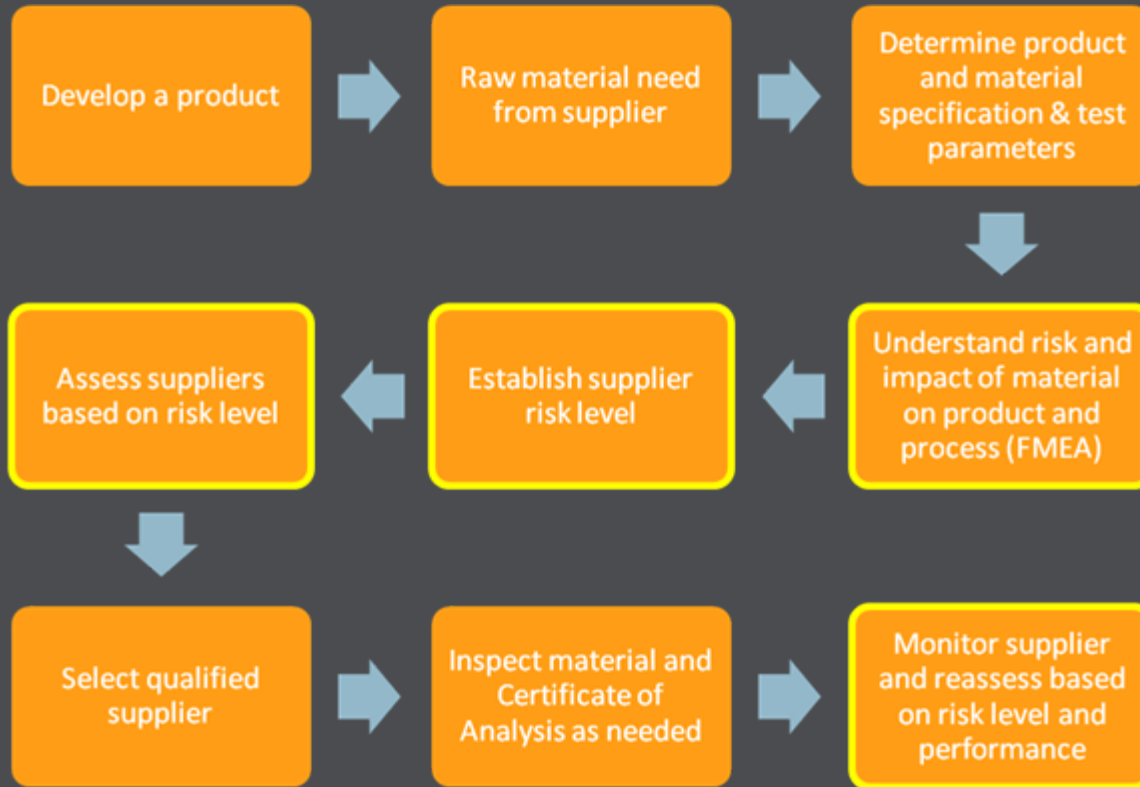 Develop a product
Raw material need
from supplier
Determine product
and material
specification & test
parameters
Understand risk and
impact of material
on product and
process (FMEA)
Establish supplier
risk level
Assess suppliers
based on risk level
Select qualified
supplier
Inspect material and
Certificate of
Analysis as needed
Monitor supplier
and reassess based
on risk level and
performance